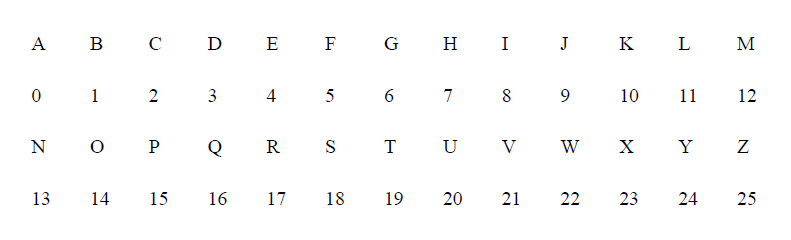 A B C D E F G H I J K L M
0 1 2 3 4 5 6 7 8 9 10 11 12
N O P Q R S T U V W X Y Z
13 14 15 16 17 18 19 20 21 22 23 24 25